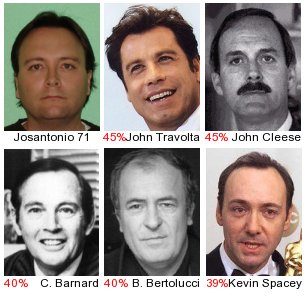 Josantonio 71
45% John Travolta
45% John Cleese
40% C. Barnard
40% B. Bertolucci
39% Kevin Spacey